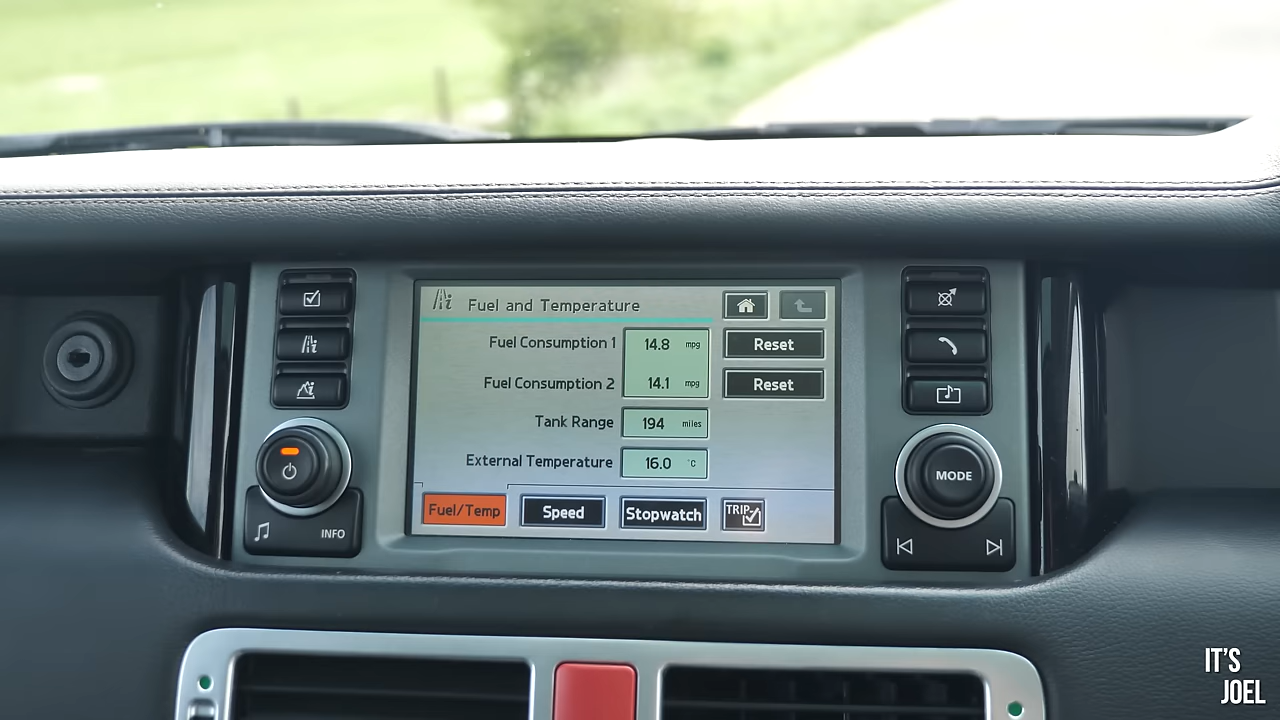 Fuel and Temperature
Fuel Consumption 1 14.8 mpg Reset
Fuel Consumption 2 14.1 mpg Reset
Tank Range 194 miles
External Temperature 16.0 °C
Fuel/Temp Speed Stopwatch TRIP
MODE
INFO
IT'S
JOEL